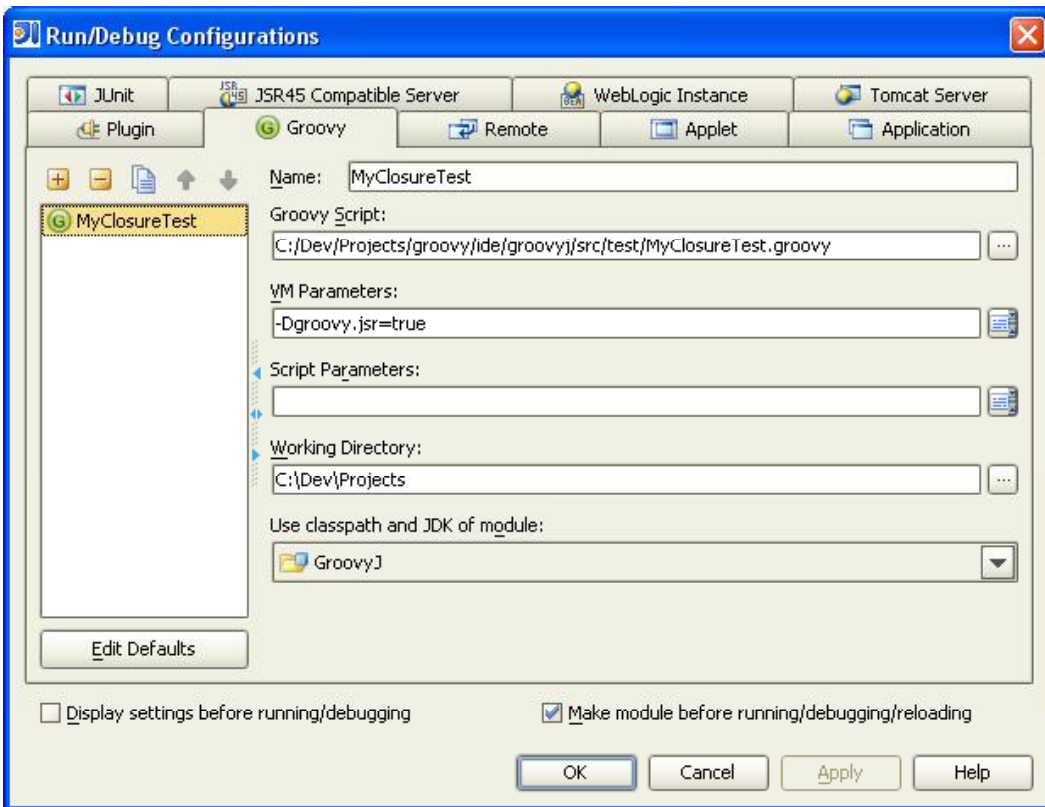 Run/Debug Configurations
JUnit
JSR45 Compatible Server
WebLogic Instance
Tomcat Server
Plugin
G Groovy
Remote
Applet
Application
Name: MyClosureTest
G MyClosureTest
Groovy Script:
C:/Dev/Projects/groovy/ide/groovyj/src/test/MyClosureTest.groovy
...
VM Parameters:
-Dgroovy.jsr=true
Script Parameters:
Working Directory:
C:\Dev\Projects
...
Use classpath and JDK of module:
GroovyJ
Edit Defaults
Display settings before running/debugging
Make module before running/debugging/reloading
OK
Cancel
Apply
Help